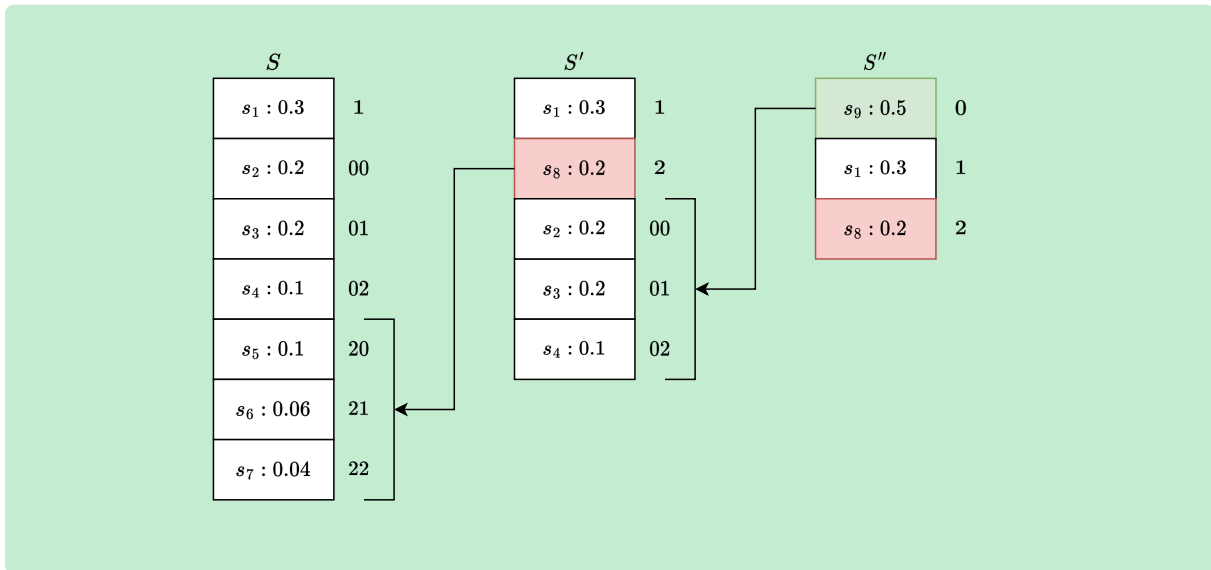 S S′ S″
s₁ : 0.3 1 s₁ : 0.3 1 s₉ : 0.5 0
s₂ : 0.2 00 s₈ : 0.2 2 s₁ : 0.3 1
s₃ : 0.2 01 s₂ : 0.2 00 s₈ : 0.2 2
s₄ : 0.1 02 s₃ : 0.2 01
s₅ : 0.1 20 s₄ : 0.1 02
s₆ : 0.06 21
s₇ : 0.04 22